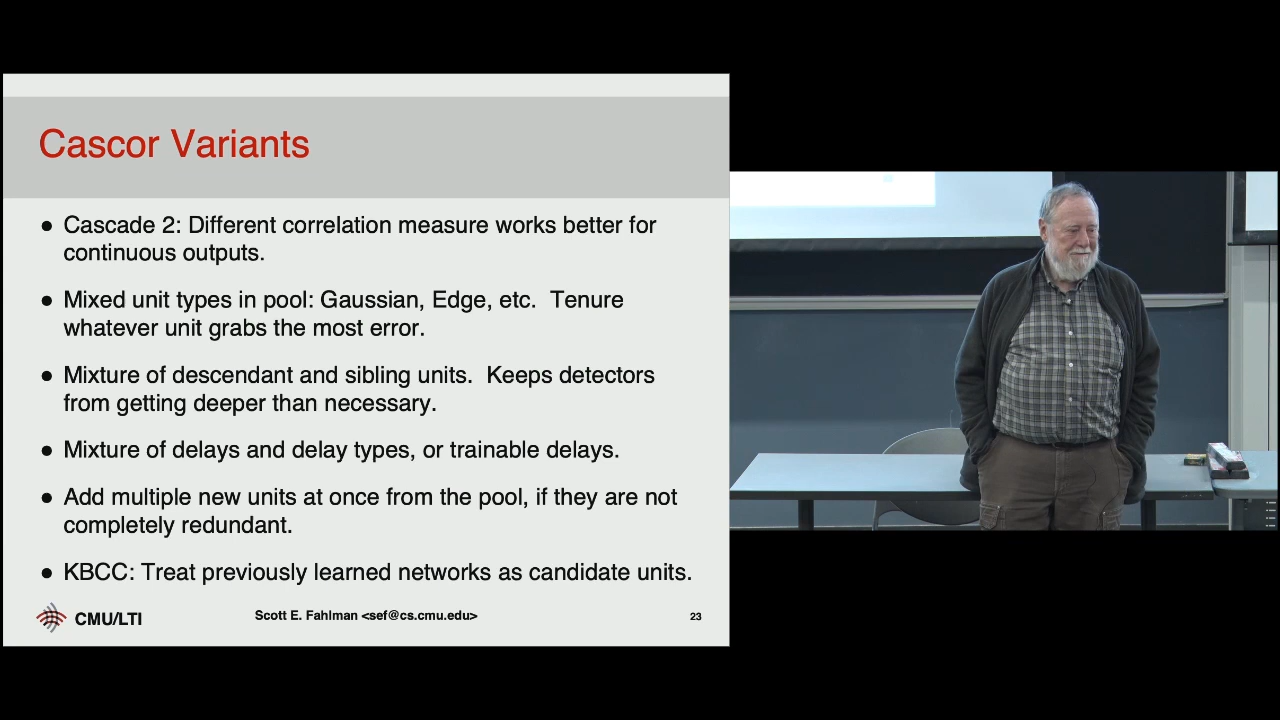 Cascor Variants
● Cascade 2: Different correlation measure works better for
continuous outputs.
● Mixed unit types in pool: Gaussian, Edge, etc.  Tenure
whatever unit grabs the most error.
● Mixture of descendant and sibling units.  Keeps detectors
from getting deeper than necessary.
● Mixture of delays and delay types, or trainable delays.
● Add multiple new units at once from the pool, if they are not
completely redundant.
● KBCC: Treat previously learned networks as candidate units.
CMU/LTI
Scott E. Fahlman <sef@cs.cmu.edu>
23